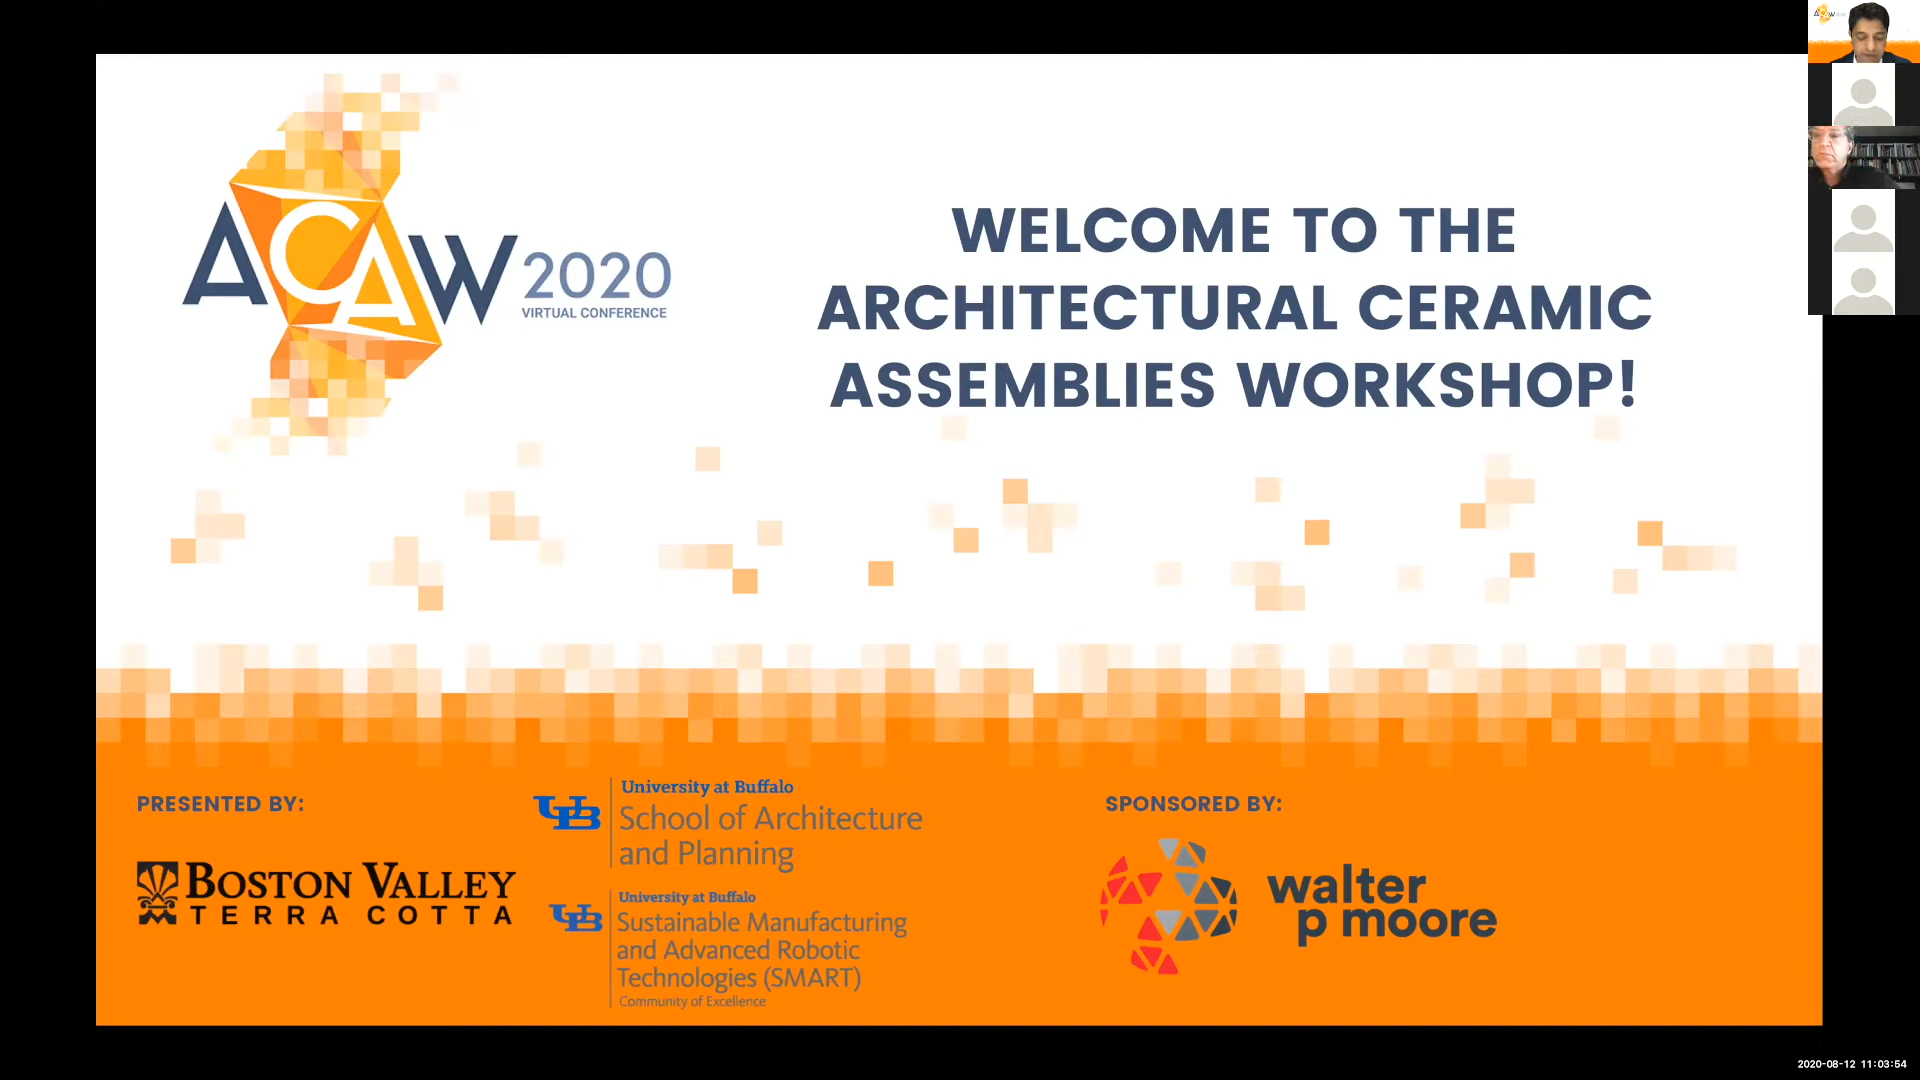 ACAW 2020
VIRTUAL CONFERENCE
WELCOME TO THE
ARCHITECTURAL CERAMIC
ASSEMBLIES WORKSHOP!
PRESENTED BY:
BOSTON VALLEY
TERRA COTTA
UB
University at Buffalo
School of Architecture
and Planning
UB
University at Buffalo
Sustainable Manufacturing
and Advanced Robotic
Technologies (SMART)
Community of Excellence
SPONSORED BY:
walter
p moore
2020-08-12 11:03:54